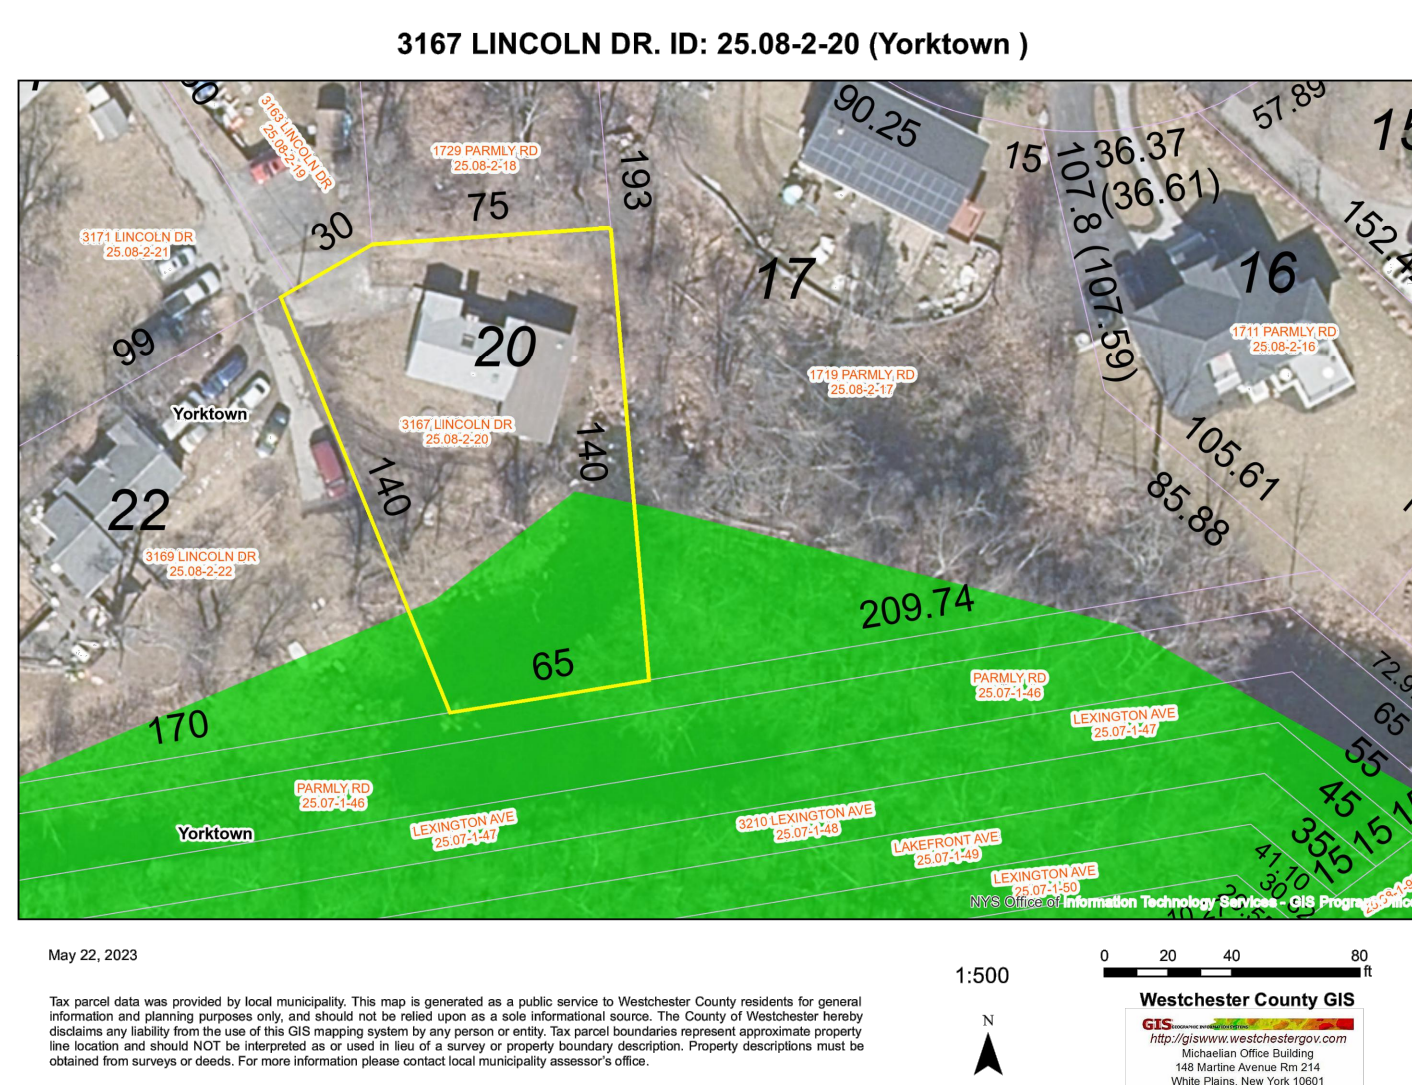 3167 LINCOLN DR. ID: 25.08-2-20 (Yorktown )
3163 LINCOLN DR
25.08-2-19
1729 PARMLY RD
25.08-2-18
193
90.25
15
36.37
(36.61)
107.8 (107.59)
57.89
75
30
3171 LINCOLN DR
25.08-2-21
99
17
16
20
1711 PARMLY RD
25.08-2-16
1719 PARMLY RD
25.08-2-17
Yorktown
3167 LINCOLN DR
25.08-2-20
140
140
105.61
85.88
22
3169 LINCOLN DR
25.08-2-22
209.74
65
170
PARMLY RD
25.07-1-46
LEXINGTON AVE
25.07-1-47
65
55
45
35
15
15
41.10
PARMLY RD
25.07-1-46
Yorktown
LEXINGTON AVE
25.07-1-47
3210 LEXINGTON AVE
25.07-1-48
LAKEFRONT AVE
25.07-1-49
LEXINGTON AVE
25.07-1-50
NYS Office of Information Technology Services - GIS Program
May 22, 2023
1:500
0 20 40 80
ft
N
Tax parcel data was provided by local municipality. This map is generated as a public service to Westchester County residents for general
information and planning purposes only, and should not be relied upon as a sole informational source. The County of Westchester hereby
disclaims any liability from the use of this GIS mapping system by any person or entity. Tax parcel boundaries represent approximate property
line location and should NOT be interpreted as or used in lieu of a survey or property boundary description. Property descriptions must be
obtained from surveys or deeds. For more information please contact local municipality assessor's office.
Westchester County GIS
GIS GEOGRAPHIC INFORMATION SYSTEMS
http://giswww.westchestergov.com
Michaelian Office Building
148 Martine Avenue Rm 214
White Plains, New York 10601